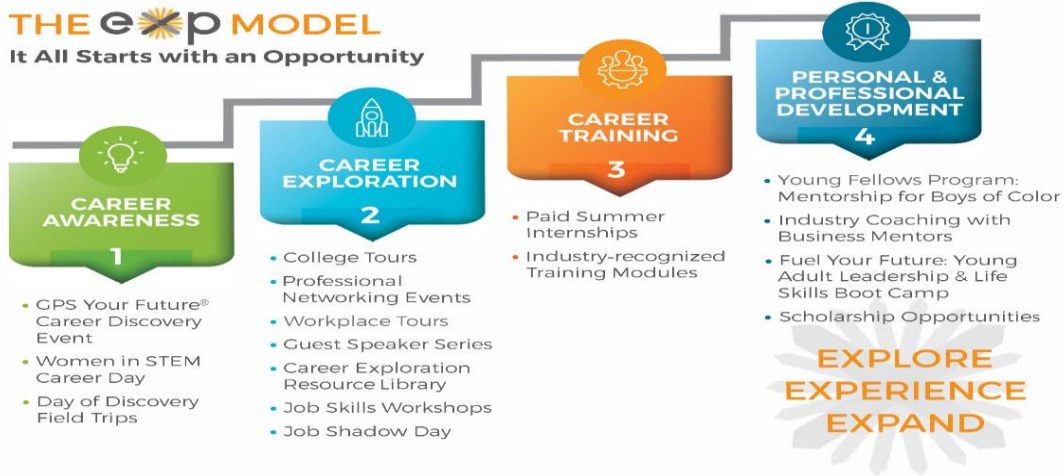 THE exp MODEL
It All Starts with an Opportunity
CAREER
AWARENESS
1
• GPS Your Future®
Career Discovery
Event
• Women in STEM
Career Day
• Day of Discovery
Field Trips
CAREER
EXPLORATION
2
• College Tours
• Professional
Networking Events
• Workplace Tours
• Guest Speaker Series
• Career Exploration
Resource Library
• Job Skills Workshops
• Job Shadow Day
CAREER
TRAINING
3
• Paid Summer
Internships
• Industry-recognized
Training Modules
PERSONAL &
PROFESSIONAL
DEVELOPMENT
4
• Young Fellows Program:
Mentorship for Boys of Color
• Industry Coaching with
Business Mentors
• Fuel Your Future: Young
Adult Leadership & Life
Skills Boot Camp
• Scholarship Opportunities
EXPLORE
EXPERIENCE
EXPAND